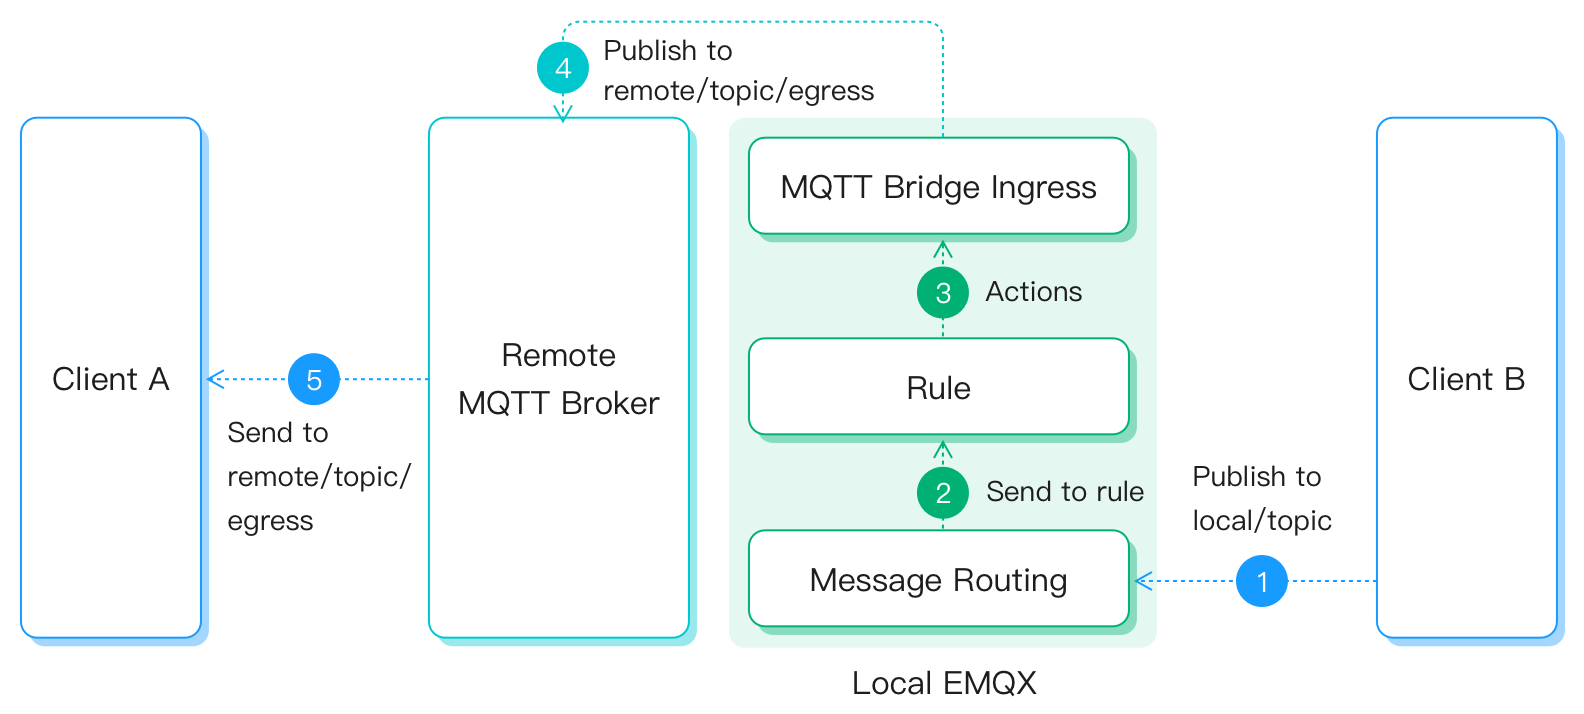 4
Publish to
remote/topic/egress
MQTT Bridge Ingress
3
Actions
Client A
5
Send to
remote/topic/
egress
Remote
MQTT Broker
Rule
2
Send to rule
Message Routing
Client B
Publish to
local/topic
1
Local EMQX